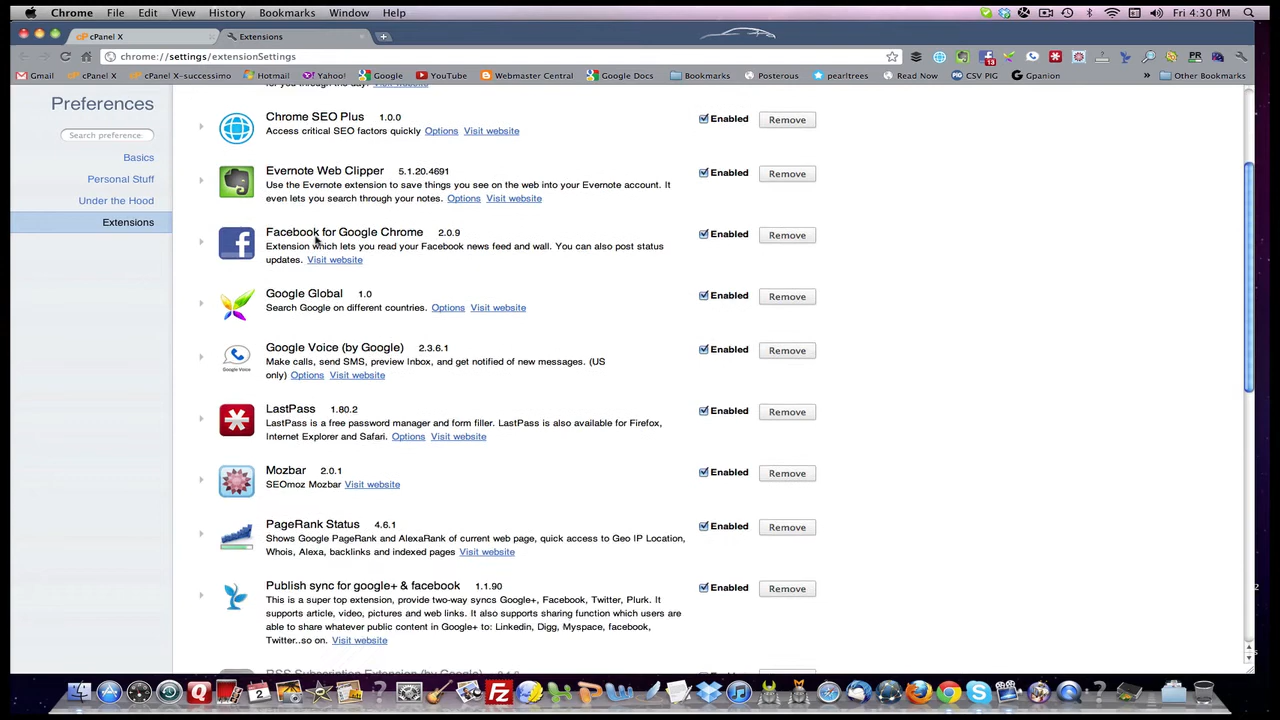 Chrome File Edit View History Bookmarks Window Help Fri 4:30 PM
cPanel X Extensions
chrome://settings/extensionSettings
Gmail cPanel X cPanel X-successimo Hotmail Yahoo! Google YouTube Webmaster Central Google Docs Bookmarks Posterous pearltrees Read Now CSV PIG Gpanion » Other Bookmarks
Preferences
Search preference
Basics
Personal Stuff
Under the Hood
Extensions
for you through the day. Visit website
Chrome SEO Plus 1.0.0
Access critical SEO factors quickly Options Visit website
Enabled Remove
Evernote Web Clipper 5.1.20.4691
Use the Evernote extension to save things you see on the web into your Evernote account. It
even lets you search through your notes. Options Visit website
Enabled Remove
Facebook for Google Chrome 2.0.9
Extension which lets you read your Facebook news feed and wall. You can also post status
updates. Visit website
Enabled Remove
Google Global 1.0
Search Google on different countries. Options Visit website
Enabled Remove
Google Voice (by Google) 2.3.6.1
Make calls, send SMS, preview Inbox, and get notified of new messages. (US
only) Options Visit website
Enabled Remove
LastPass 1.80.2
LastPass is a free password manager and form filler. LastPass is also available for Firefox,
Internet Explorer and Safari. Options Visit website
Enabled Remove
Mozbar 2.0.1
SEOmoz Mozbar Visit website
Enabled Remove
PageRank Status 4.6.1
Shows Google PageRank and AlexaRank of current web page, quick access to Geo IP Location,
Whois, Alexa, backlinks and indexed pages Visit website
Enabled Remove
Publish sync for google+ & facebook 1.1.90
This is a super top extension, provide two-way syncs Google+, Facebook, Twitter, Plurk. It
supports article, video, pictures and web links. It also supports sharing function which users are
able to share whatever public content in Google+ to: Linkedin, Digg, Myspace, facebook,
Twitter..so on. Visit website
Enabled Remove
RSS Subscription Extension (by Google)